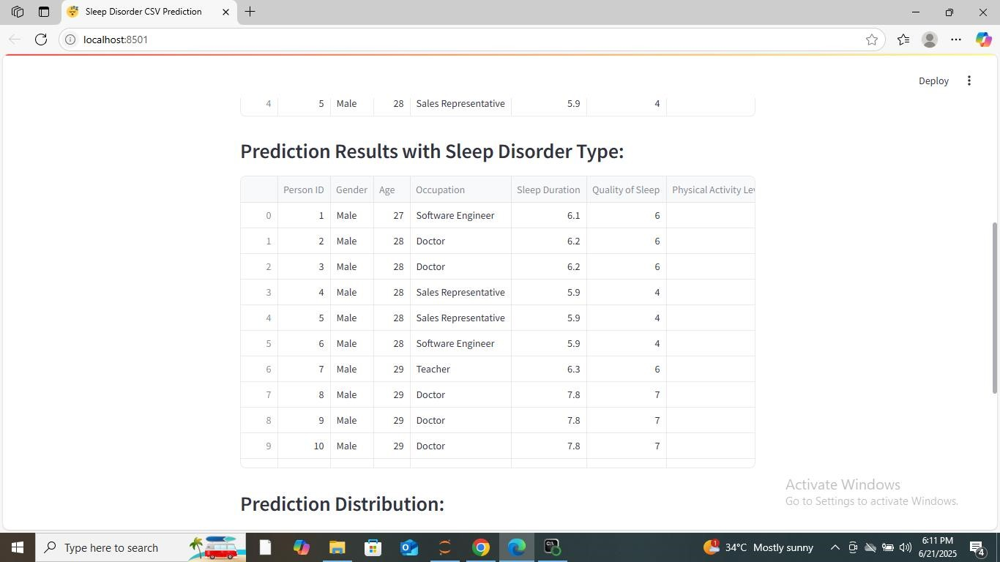 Sleep Disorder CSV Prediction
localhost:8501
Deploy
4 5 Male 28 Sales Representative 5.9 4
Prediction Results with Sleep Disorder Type:
Person ID Gender Age Occupation Sleep Duration Quality of Sleep Physical Activity Lev
0 1 Male 27 Software Engineer 6.1 6
1 2 Male 28 Doctor 6.2 6
2 3 Male 28 Doctor 6.2 6
3 4 Male 28 Sales Representative 5.9 4
4 5 Male 28 Sales Representative 5.9 4
5 6 Male 28 Software Engineer 5.9 4
6 7 Male 29 Teacher 6.3 6
7 8 Male 29 Doctor 7.8 7
8 9 Male 29 Doctor 7.8 7
9 10 Male 29 Doctor 7.8 7
Prediction Distribution:
Activate Windows
Go to Settings to activate Windows.
Type here to search
1
34°C Mostly sunny
6:11 PM
6/21/2025
4